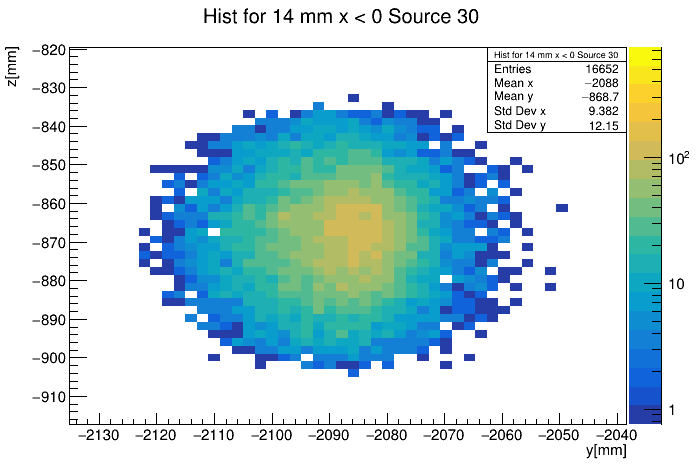 Hist for 14 mm x < 0 Source 30
z[mm]
−820
−830
−840
−850
−860
−870
−880
−890
−900
−910
Hist for 14 mm x < 0 Source 30
Entries 16652
Mean x −2088
Mean y −868.7
Std Dev x 9.382
Std Dev y 12.15
10²
10
1
−2130 −2120 −2110 −2100 −2090 −2080 −2070 −2060 −2050 −2040
y[mm]